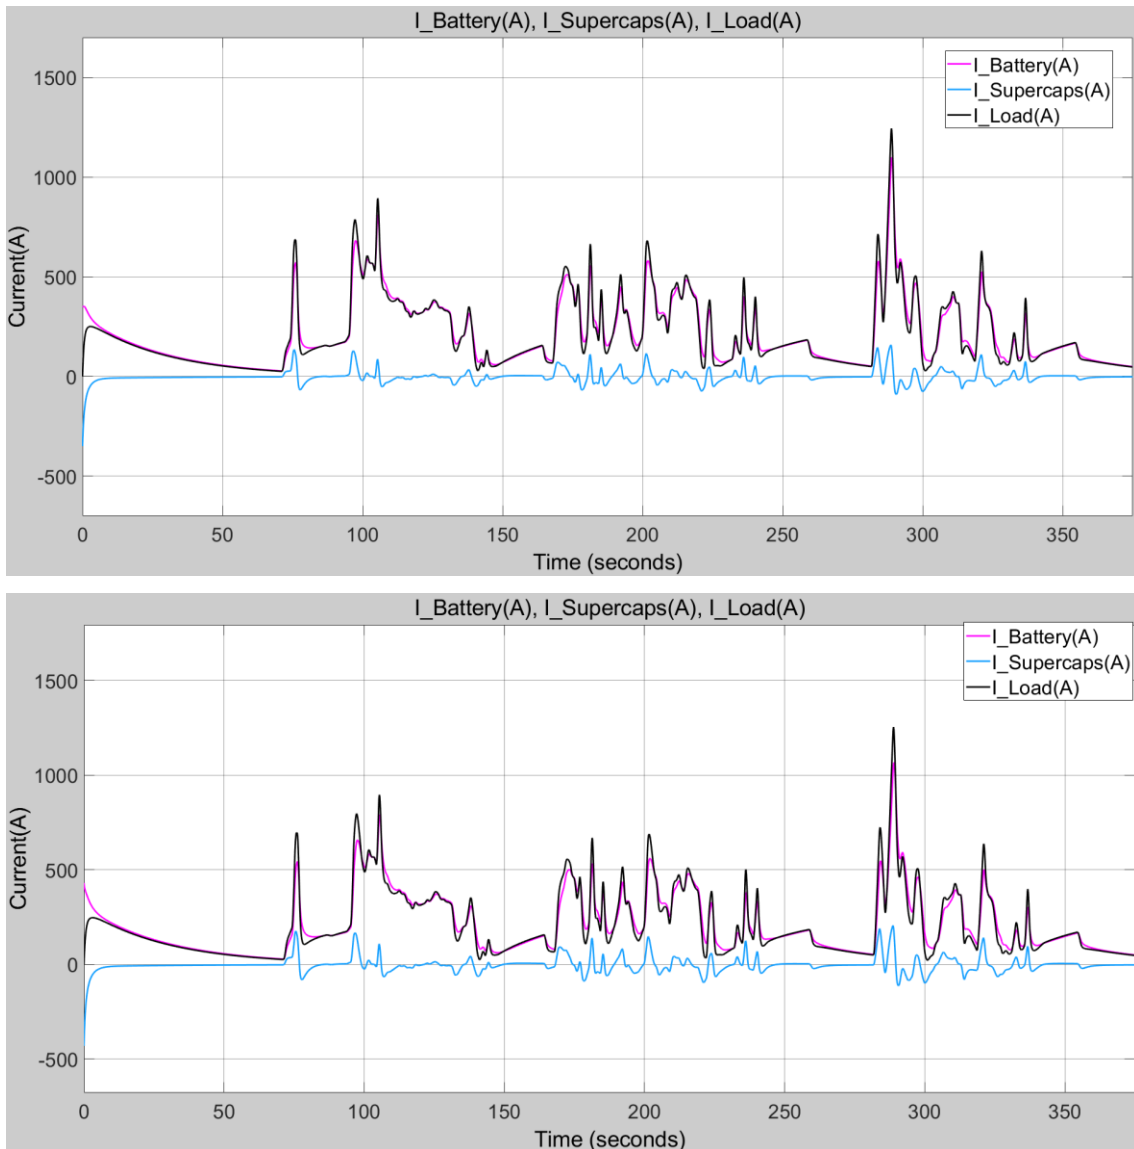 I_Battery(A), I_Supercaps(A), I_Load(A)
I_Battery(A)
I_Supercaps(A)
I_Load(A)
1500
1000
500
0
-500
Current(A)
0 50 100 150 200 250 300 350
Time (seconds)
I_Battery(A), I_Supercaps(A), I_Load(A)
I_Battery(A)
I_Supercaps(A)
I_Load(A)
1500
1000
500
0
-500
Current(A)
0 50 100 150 200 250 300 350
Time (seconds)